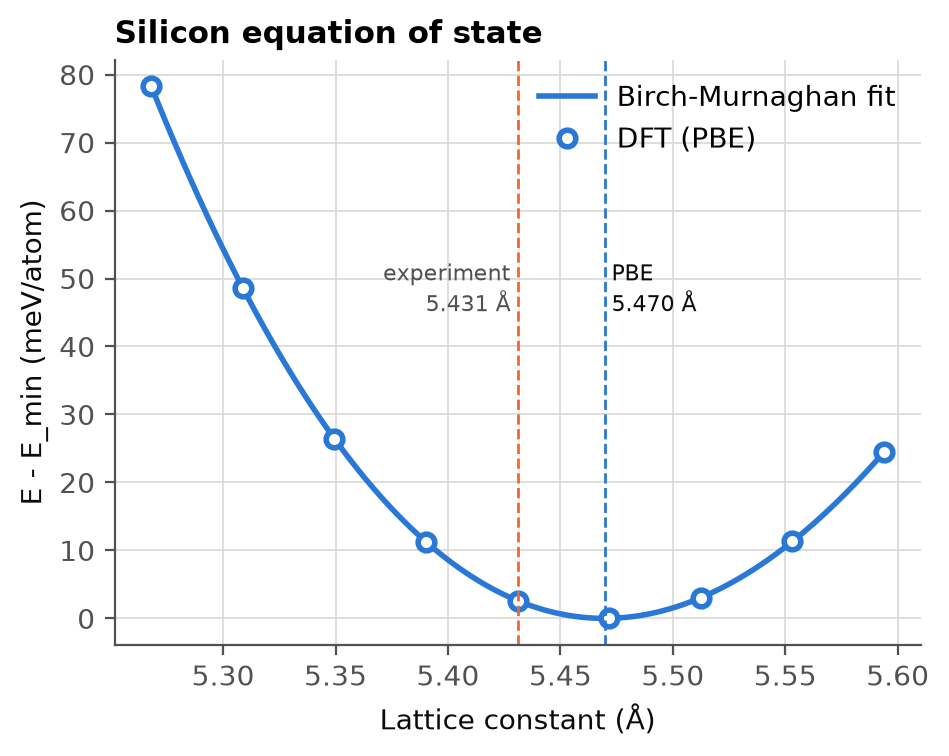 Silicon equation of state
E - E_min (meV/atom)
80
70
60
50
40
30
20
10
0
Birch-Murnaghan fit
DFT (PBE)
experiment
5.431 Å
PBE
5.470 Å
5.30
5.35
5.40
5.45
5.50
5.55
5.60
Lattice constant (Å)